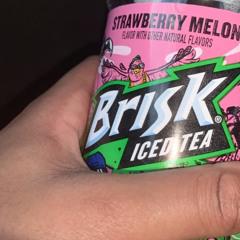 STRAWBERRY MELON
FLAVOR WITH OTHER NATURAL FLAVORS
Brisk®
ICED TEA